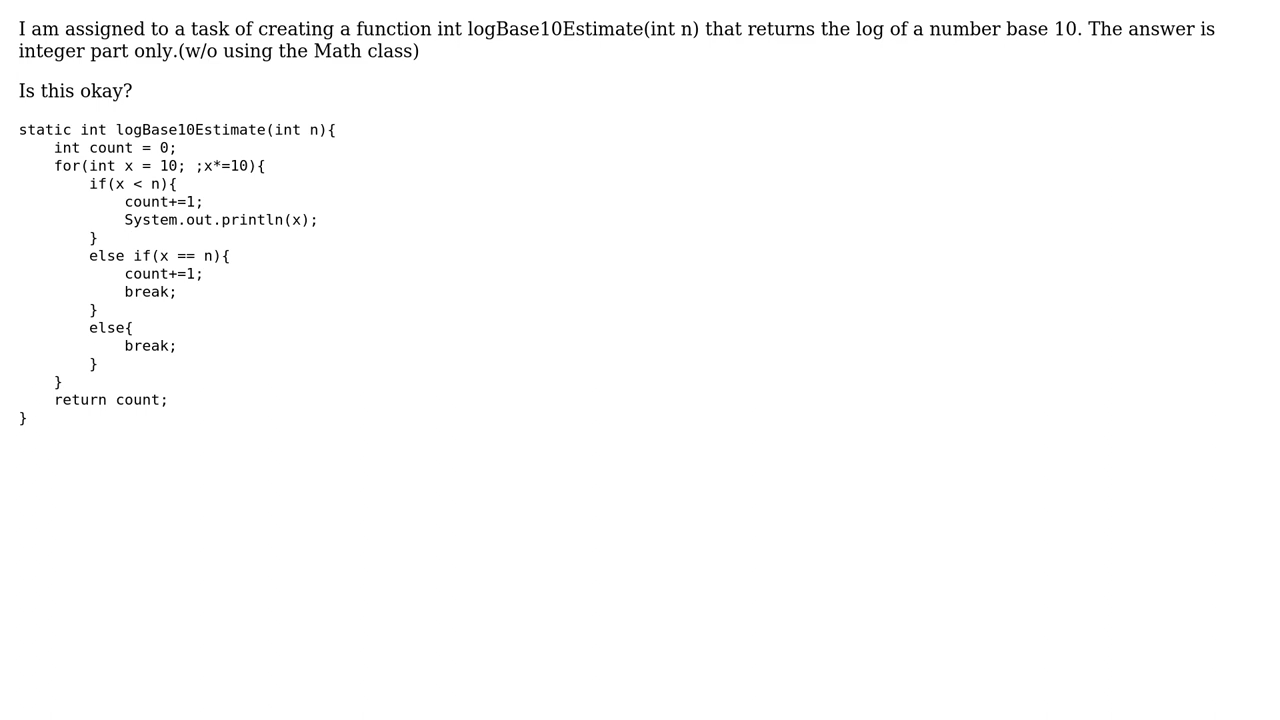 I am assigned to a task of creating a function int logBase10Estimate(int n) that returns the log of a number base 10. The answer is
integer part only.(w/o using the Math class)
Is this okay?
static int logBase10Estimate(int n){
    int count = 0;
    for(int x = 10; ;x*=10){
        if(x < n){
            count+=1;
            System.out.println(x);
        }
        else if(x == n){
            count+=1;
            break;
        }
        else{
            break;
        }
    }
    return count;
}